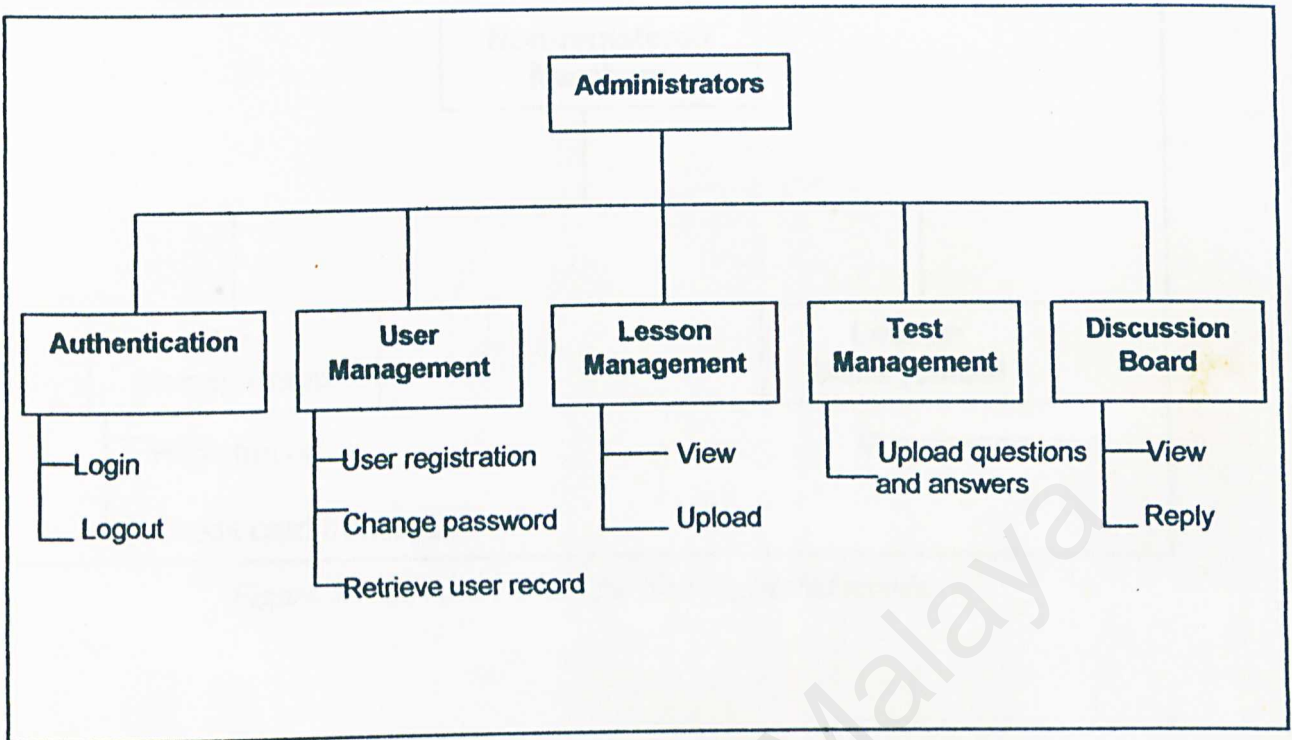 Administrators
Authentication
User
Management
Lesson
Management
Test
Management
Discussion
Board
Login
Logout
User registration
Change password
Retrieve user record
View
Upload
Upload questions
and answers
View
Reply
Malaya